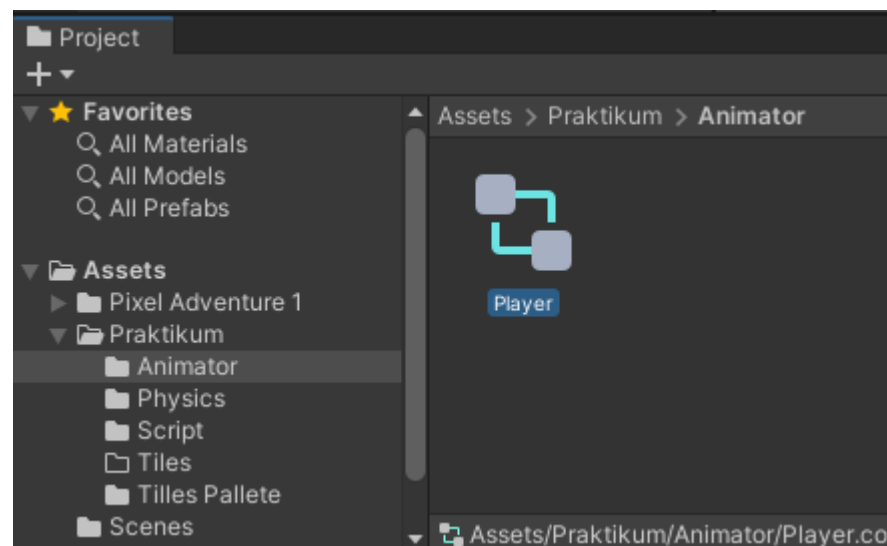 Project
Favorites
All Materials
All Models
All Prefabs
Assets
Pixel Adventure 1
Praktikum
Animator
Physics
Script
Tiles
Tilles Pallete
Scenes
Assets > Praktikum > Animator
Player
Assets/Praktikum/Animator/Player.co